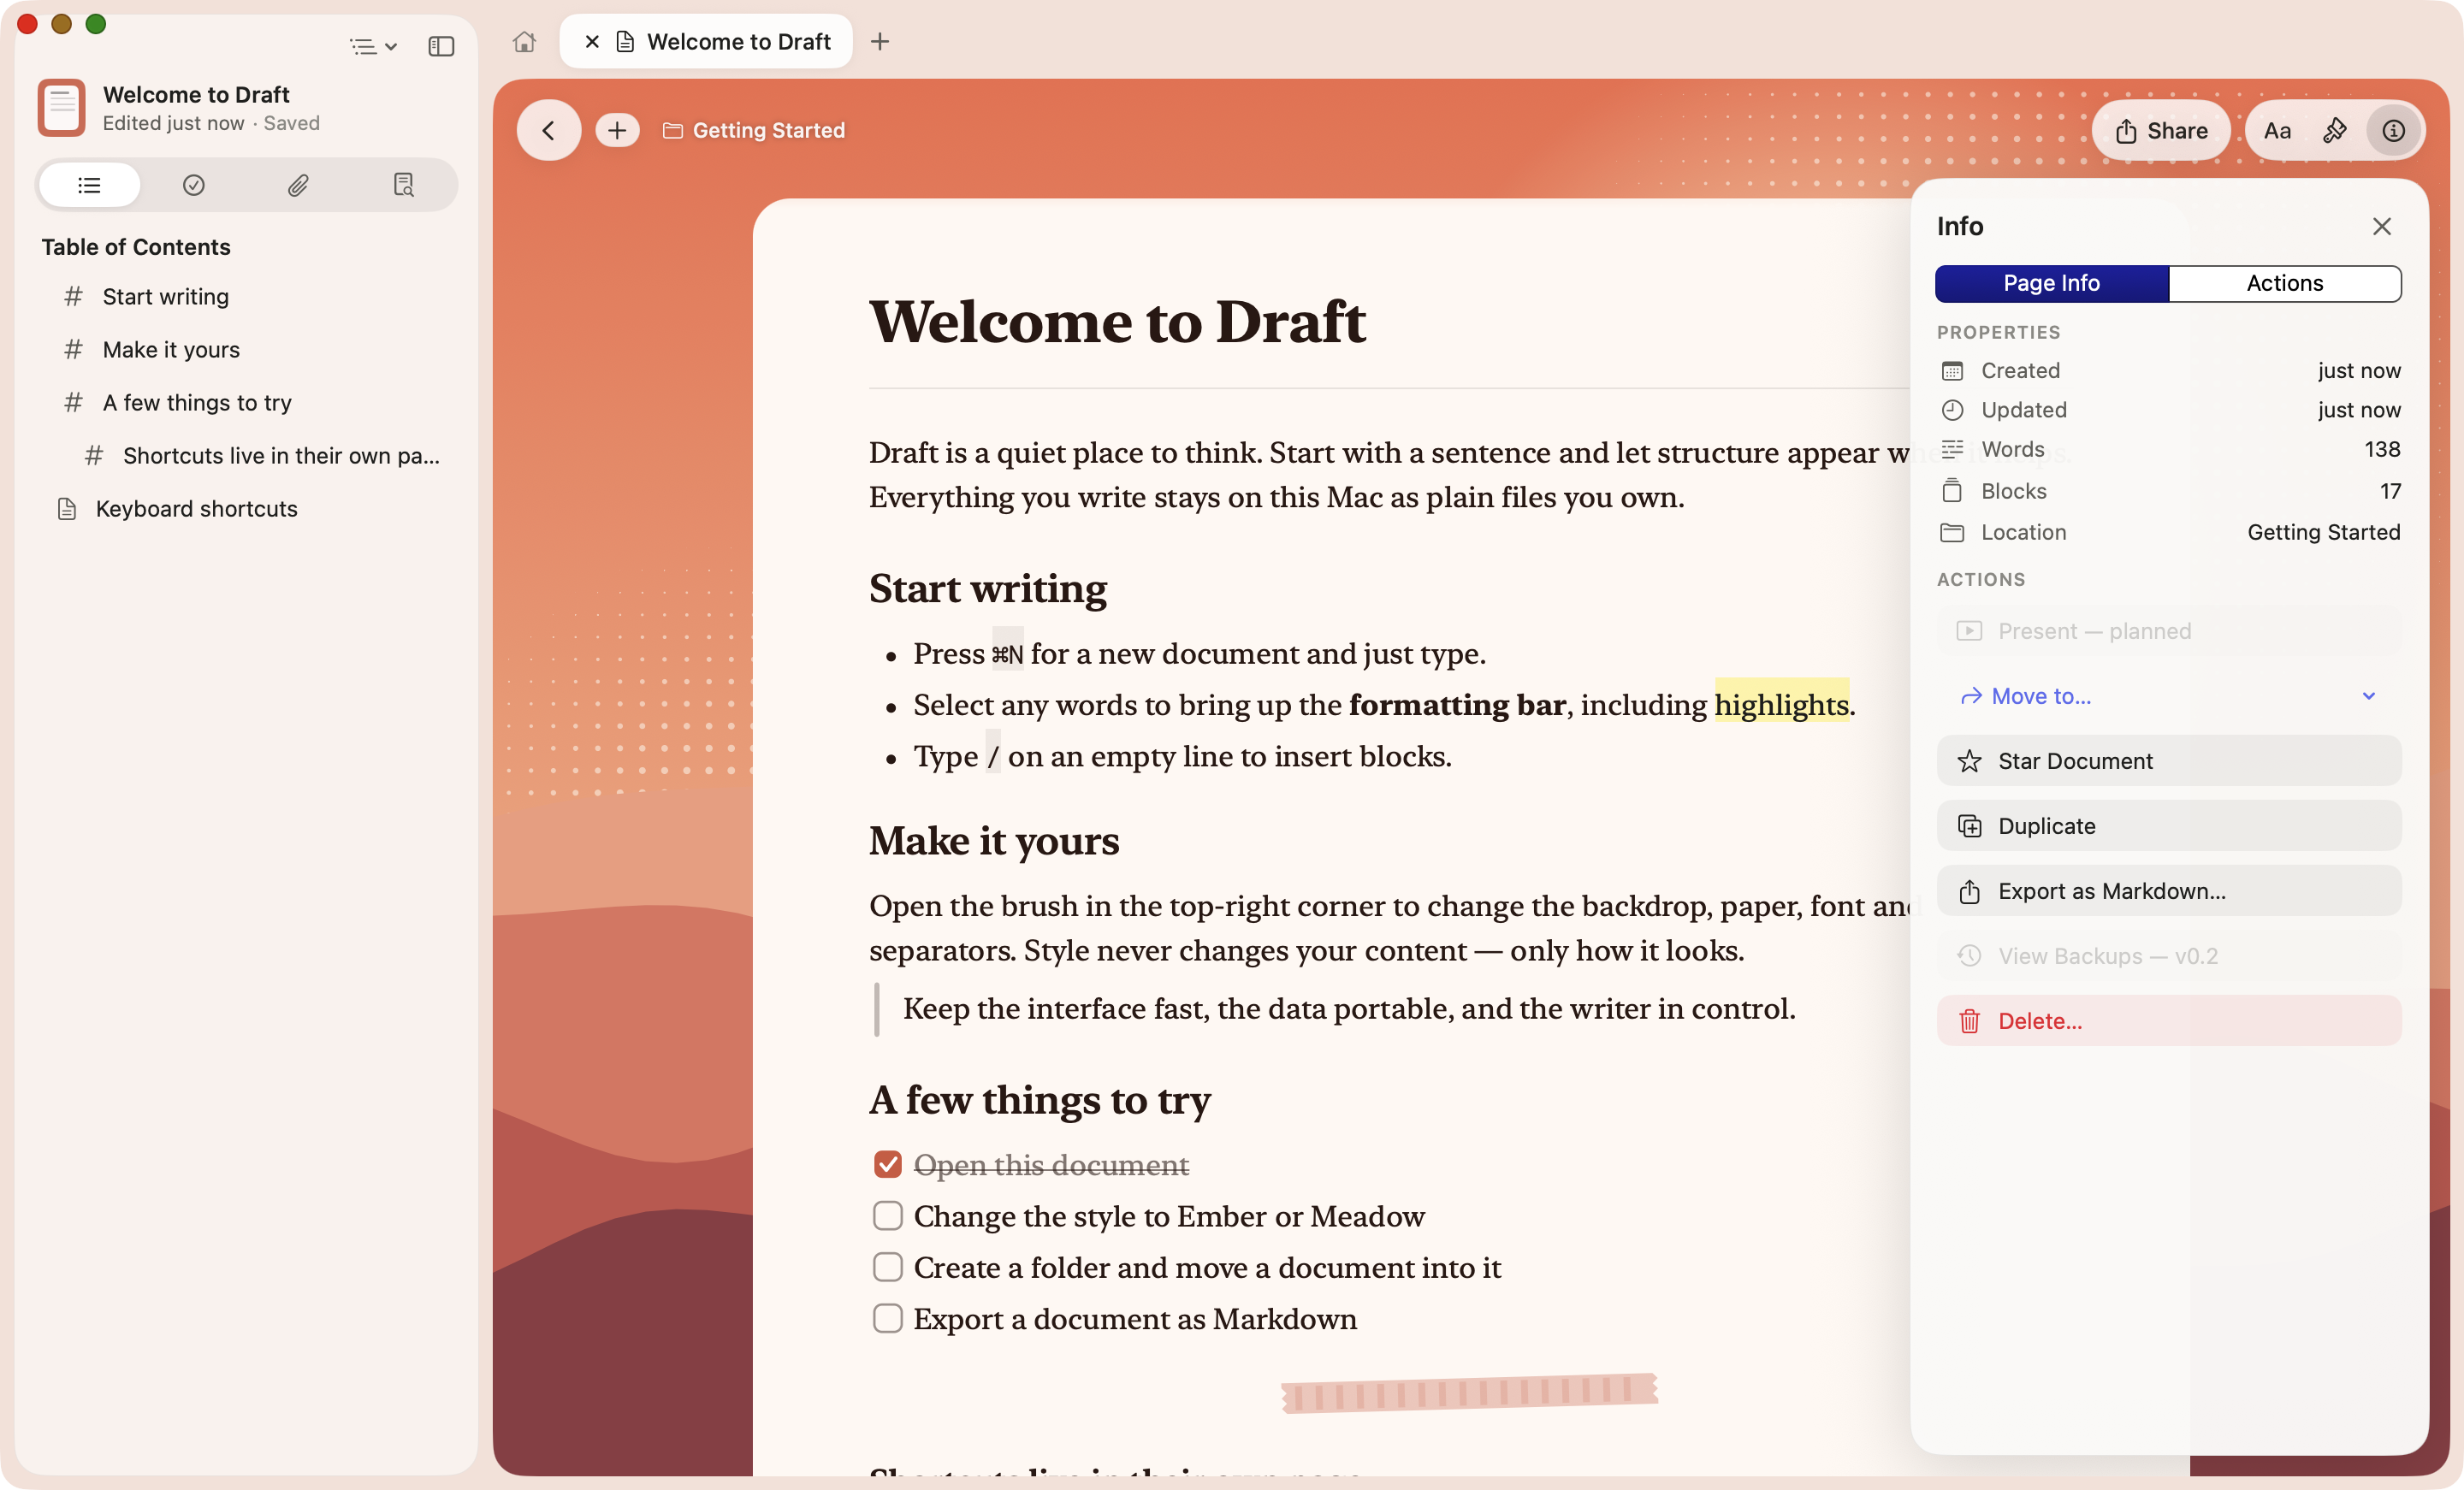 Welcome to Draft
Edited just now · Saved
Table of Contents
# Start writing
# Make it yours
# A few things to try
# Shortcuts live in their own pa...
Keyboard shortcuts
Welcome to Draft
Getting Started
Share
Aa
Welcome to Draft
Draft is a quiet place to think. Start with a sentence and let structure appear
Everything you write stays on this Mac as plain files you own.
Start writing
• Press ⌘N for a new document and just type.
• Select any words to bring up the formatting bar, including highlights.
• Type / on an empty line to insert blocks.
Make it yours
Open the brush in the top-right corner to change the backdrop, paper, font and
separators. Style never changes your content — only how it looks.
Keep the interface fast, the data portable, and the writer in control.
A few things to try
Open this document
Change the style to Ember or Meadow
Create a folder and move a document into it
Export a document as Markdown
Shortcuts live in their own page
Info
Page Info
Actions
PROPERTIES
Created just now
Updated just now
Words 138
Blocks 17
Location Getting Started
ACTIONS
Present — planned
Move to...
Star Document
Duplicate
Export as Markdown...
View Backups — v0.2
Delete...